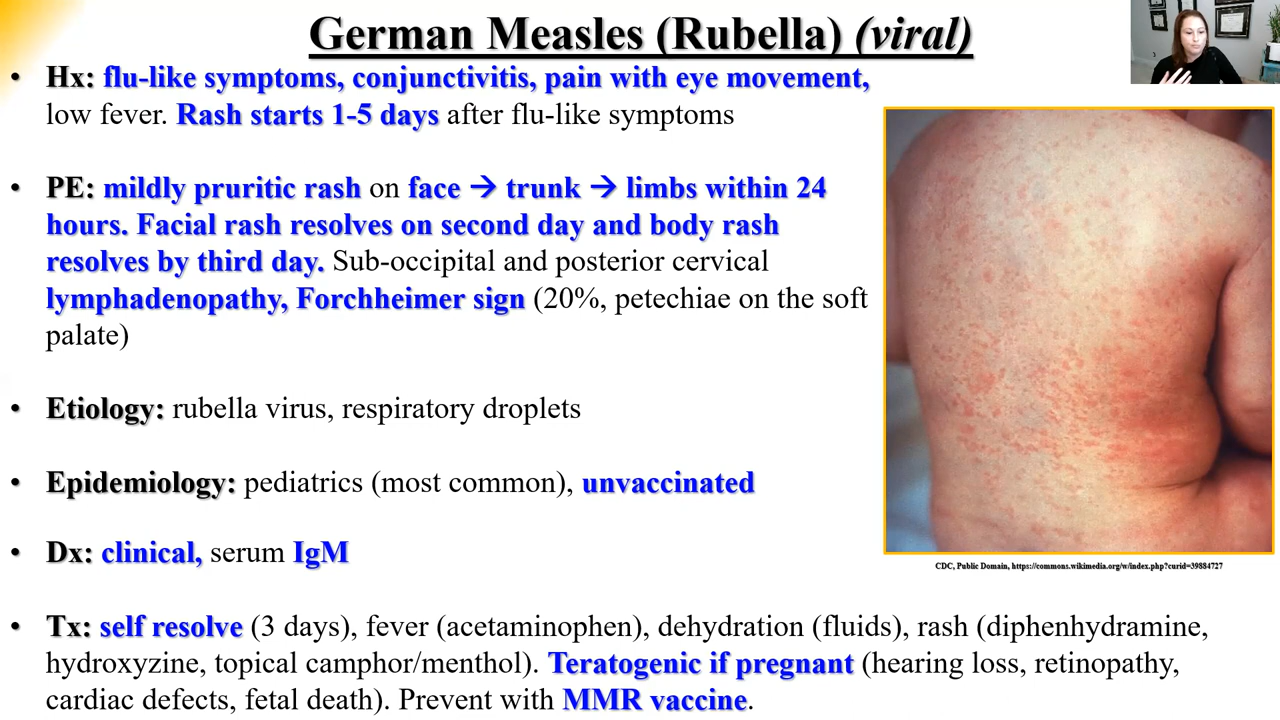 German Measles (Rubella) (viral)
• Hx: flu-like symptoms, conjunctivitis, pain with eye movement,
low fever. Rash starts 1-5 days after flu-like symptoms
• PE: mildly pruritic rash on face → trunk → limbs within 24
hours. Facial rash resolves on second day and body rash
resolves by third day. Sub-occipital and posterior cervical
lymphadenopathy, Forchheimer sign (20%, petechiae on the soft
palate)
• Etiology: rubella virus, respiratory droplets
• Epidemiology: pediatrics (most common), unvaccinated
• Dx: clinical, serum IgM
CDC, Public Domain, https://commons.wikimedia.org/w/index.php?curid=39884727
• Tx: self resolve (3 days), fever (acetaminophen), dehydration (fluids), rash (diphenhydramine,
hydroxyzine, topical camphor/menthol). Teratogenic if pregnant (hearing loss, retinopathy,
cardiac defects, fetal death). Prevent with MMR vaccine.